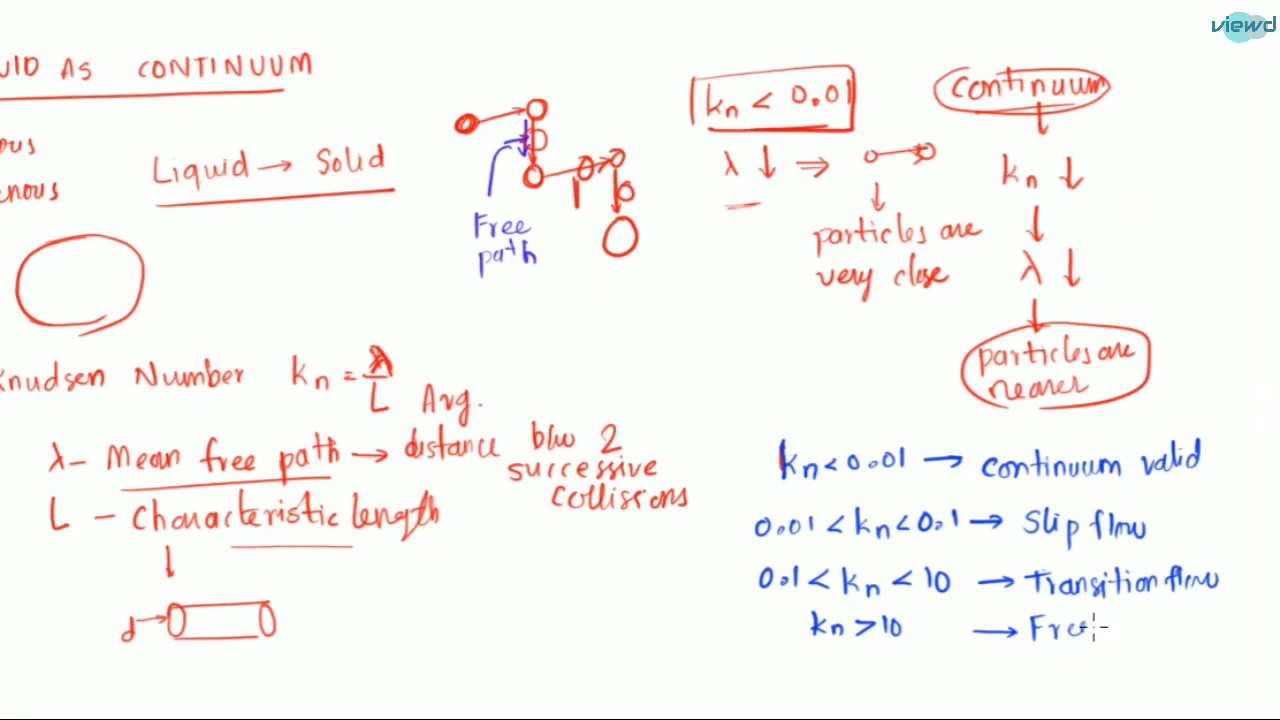 UID AS CONTINUUM
ous
enous
Liquid → Solid
Free
path
kn < 0.01
λ ↓ ⇒
particles are
very close
continuum
↓
kn ↓
↓
λ ↓
↓
particles are
nearer
Knudsen Number kn = λ/L
Avg.
λ - Mean free path → distance b/w 2
successive
collisions
L - Characteristic length
↓
d →
kn < 0.01 → continuum valid
0.01 < kn < 0.1 → Slip flow
0.1 < kn < 10 → Transition flow
kn > 10 → Free
viewd